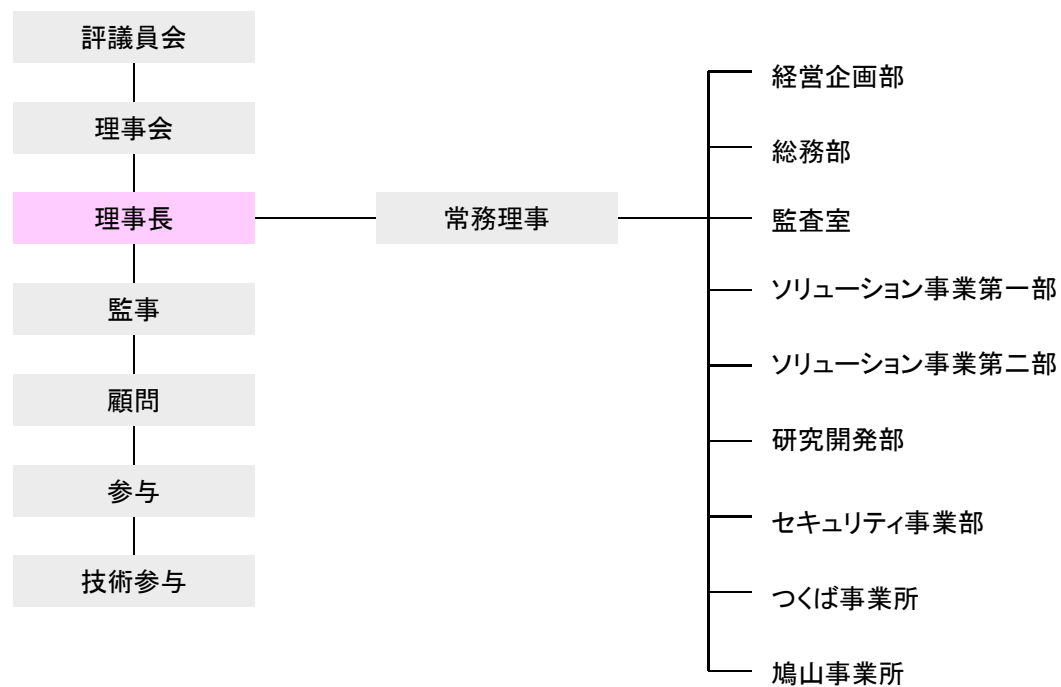 評議員会
理事会
理事長
監事
顧問
参与
技術参与
常務理事
経営企画部
総務部
監査室
ソリューション事業第一部
ソリューション事業第二部
研究開発部
セキュリティ事業部
つくば事業所
鳩山事業所